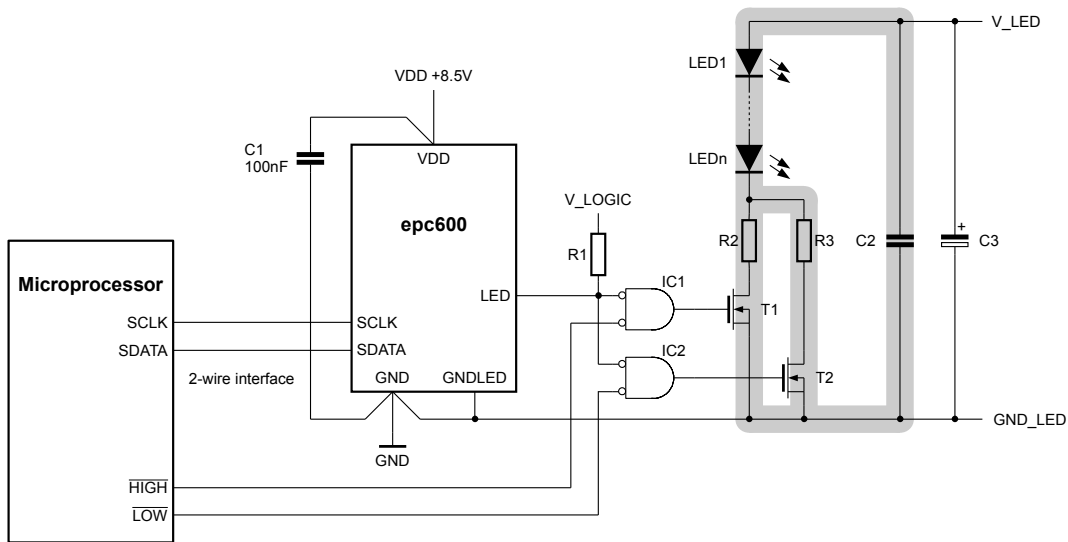 V_LED
LED1
VDD +8.5V
C1
100nF
VDD
LEDn
V_LOGIC
epc600
R1
R2
R3
C2
+
C3
Microprocessor
LED
IC1
T1
SCLK
SCLK
SDATA
SDATA
IC2
2-wire interface
GND
GNDLED
T2
GND_LED
GND
HIGH
LOW